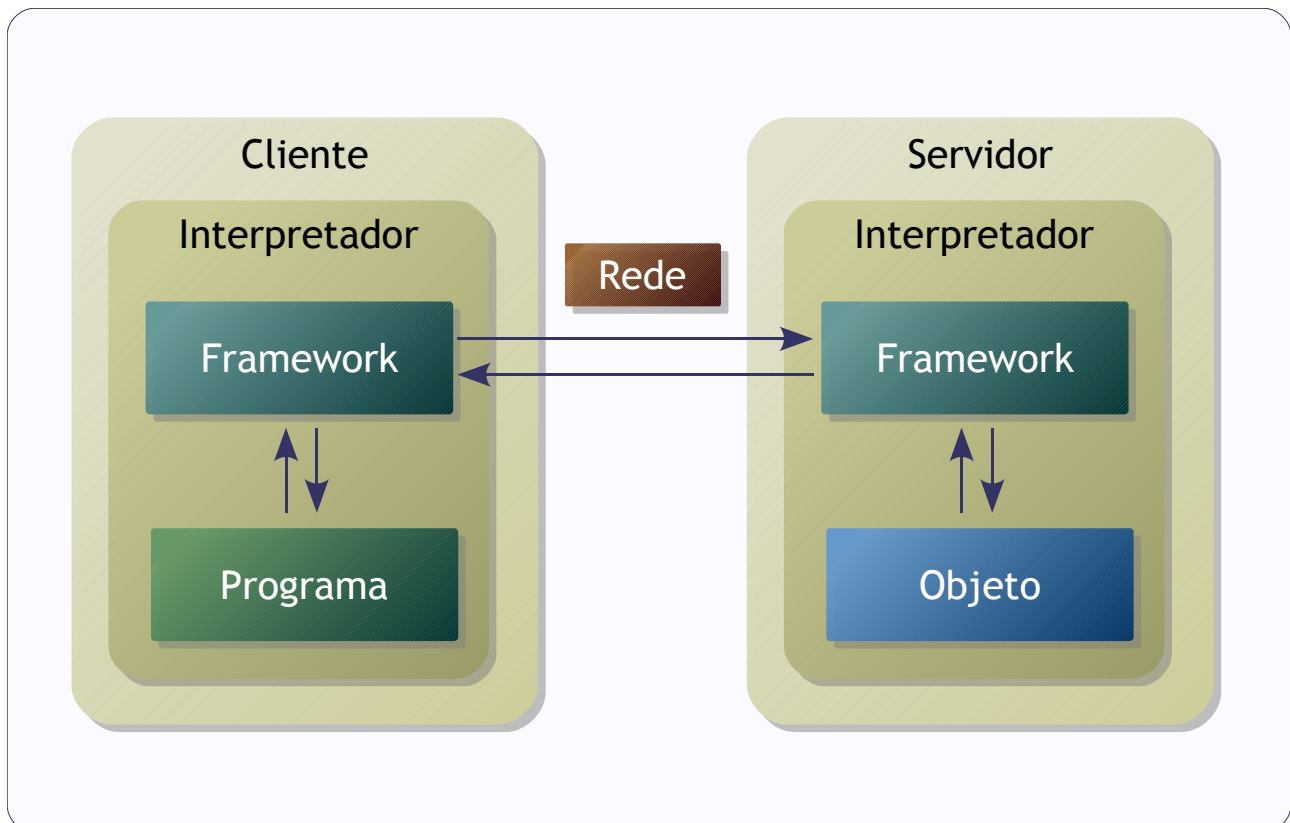 Cliente
Servidor
Interpretador
Interpretador
Rede
Framework
Framework
Programa
Objeto